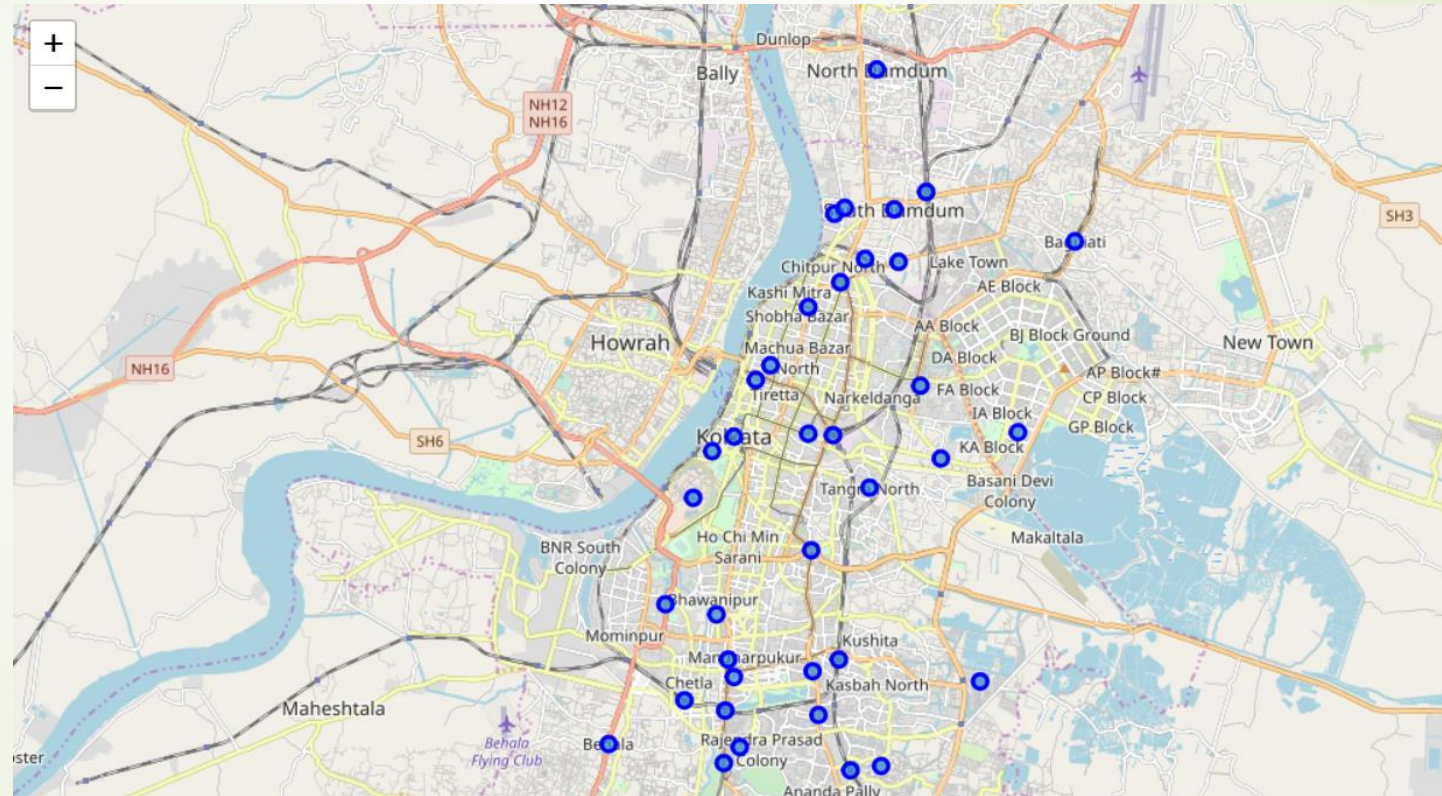 +
−
Dunlop
Bally
North Dumdum
NH12
NH16
SH3
South Dumdum
Baguiati
Chitpur North
Lake Town
Kashi Mitra
AE Block
Shobha Bazar
AA Block
BJ Block Ground
Howrah
Machua Bazar
North
DA Block
New Town
NH16
AP Block#
Tiretta
Narkeldanga
FA Block
CP Block
IA Block
GP Block
SH6
Kolkata
KA Block
Tangra North
Basani Devi
Colony
BNR South
Colony
Ho Chi Min
Sarani
Makaltala
Bhawanipur
Mominpur
Kushita
Manoharpukur
Chetla
Kasbah North
Maheshtala
Behala
Flying Club
Behala
Rajendra Prasad
Colony
Ananda Pally